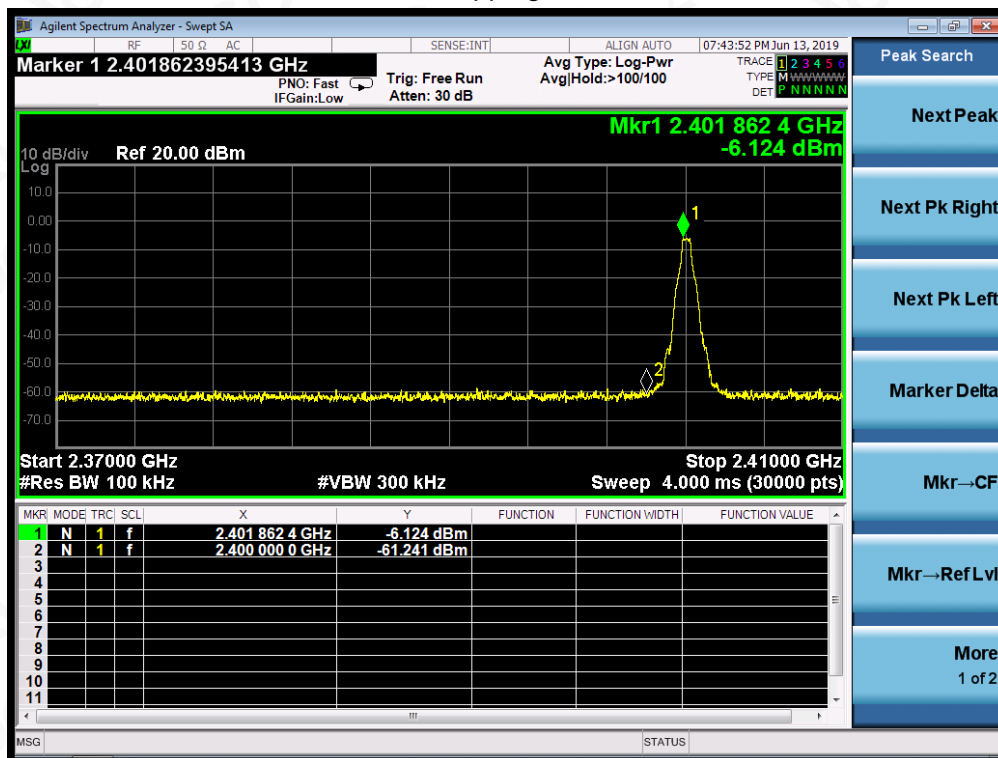 Agilent Spectrum Analyzer - Swept SA
LXI RF 50 Ω AC SENSE:INT ALIGN AUTO 07:43:52 PM Jun 13, 2019
Marker 1 2.401862395413 GHz
PNO: Fast
IFGain:Low
Trig: Free Run
Atten: 30 dB
Avg Type: Log-Pwr
Avg|Hold:>100/100
TRACE 1 2 3 4 5 6
TYPE M WWWWWW
DET P N N N N N
Mkr1 2.401 862 4 GHz
-6.124 dBm
10 dB/div Ref 20.00 dBm
Log
10.0
0.00
-10.0
-20.0
-30.0
-40.0
-50.0
-60.0
-70.0
1
2
Start 2.37000 GHz Stop 2.41000 GHz
#Res BW 100 kHz #VBW 300 kHz Sweep 4.000 ms (30000 pts)
MKR MODE TRC SCL X Y FUNCTION FUNCTION WIDTH FUNCTION VALUE
1 N 1 f 2.401 862 4 GHz -6.124 dBm
2 N 1 f 2.400 000 0 GHz -61.241 dBm
3
4
5
6
7
8
9
10
11
MSG STATUS
Peak Search
Next Peak
Next Pk Right
Next Pk Left
Marker Delta
Mkr→CF
Mkr→Ref Lvl
More
1 of 2